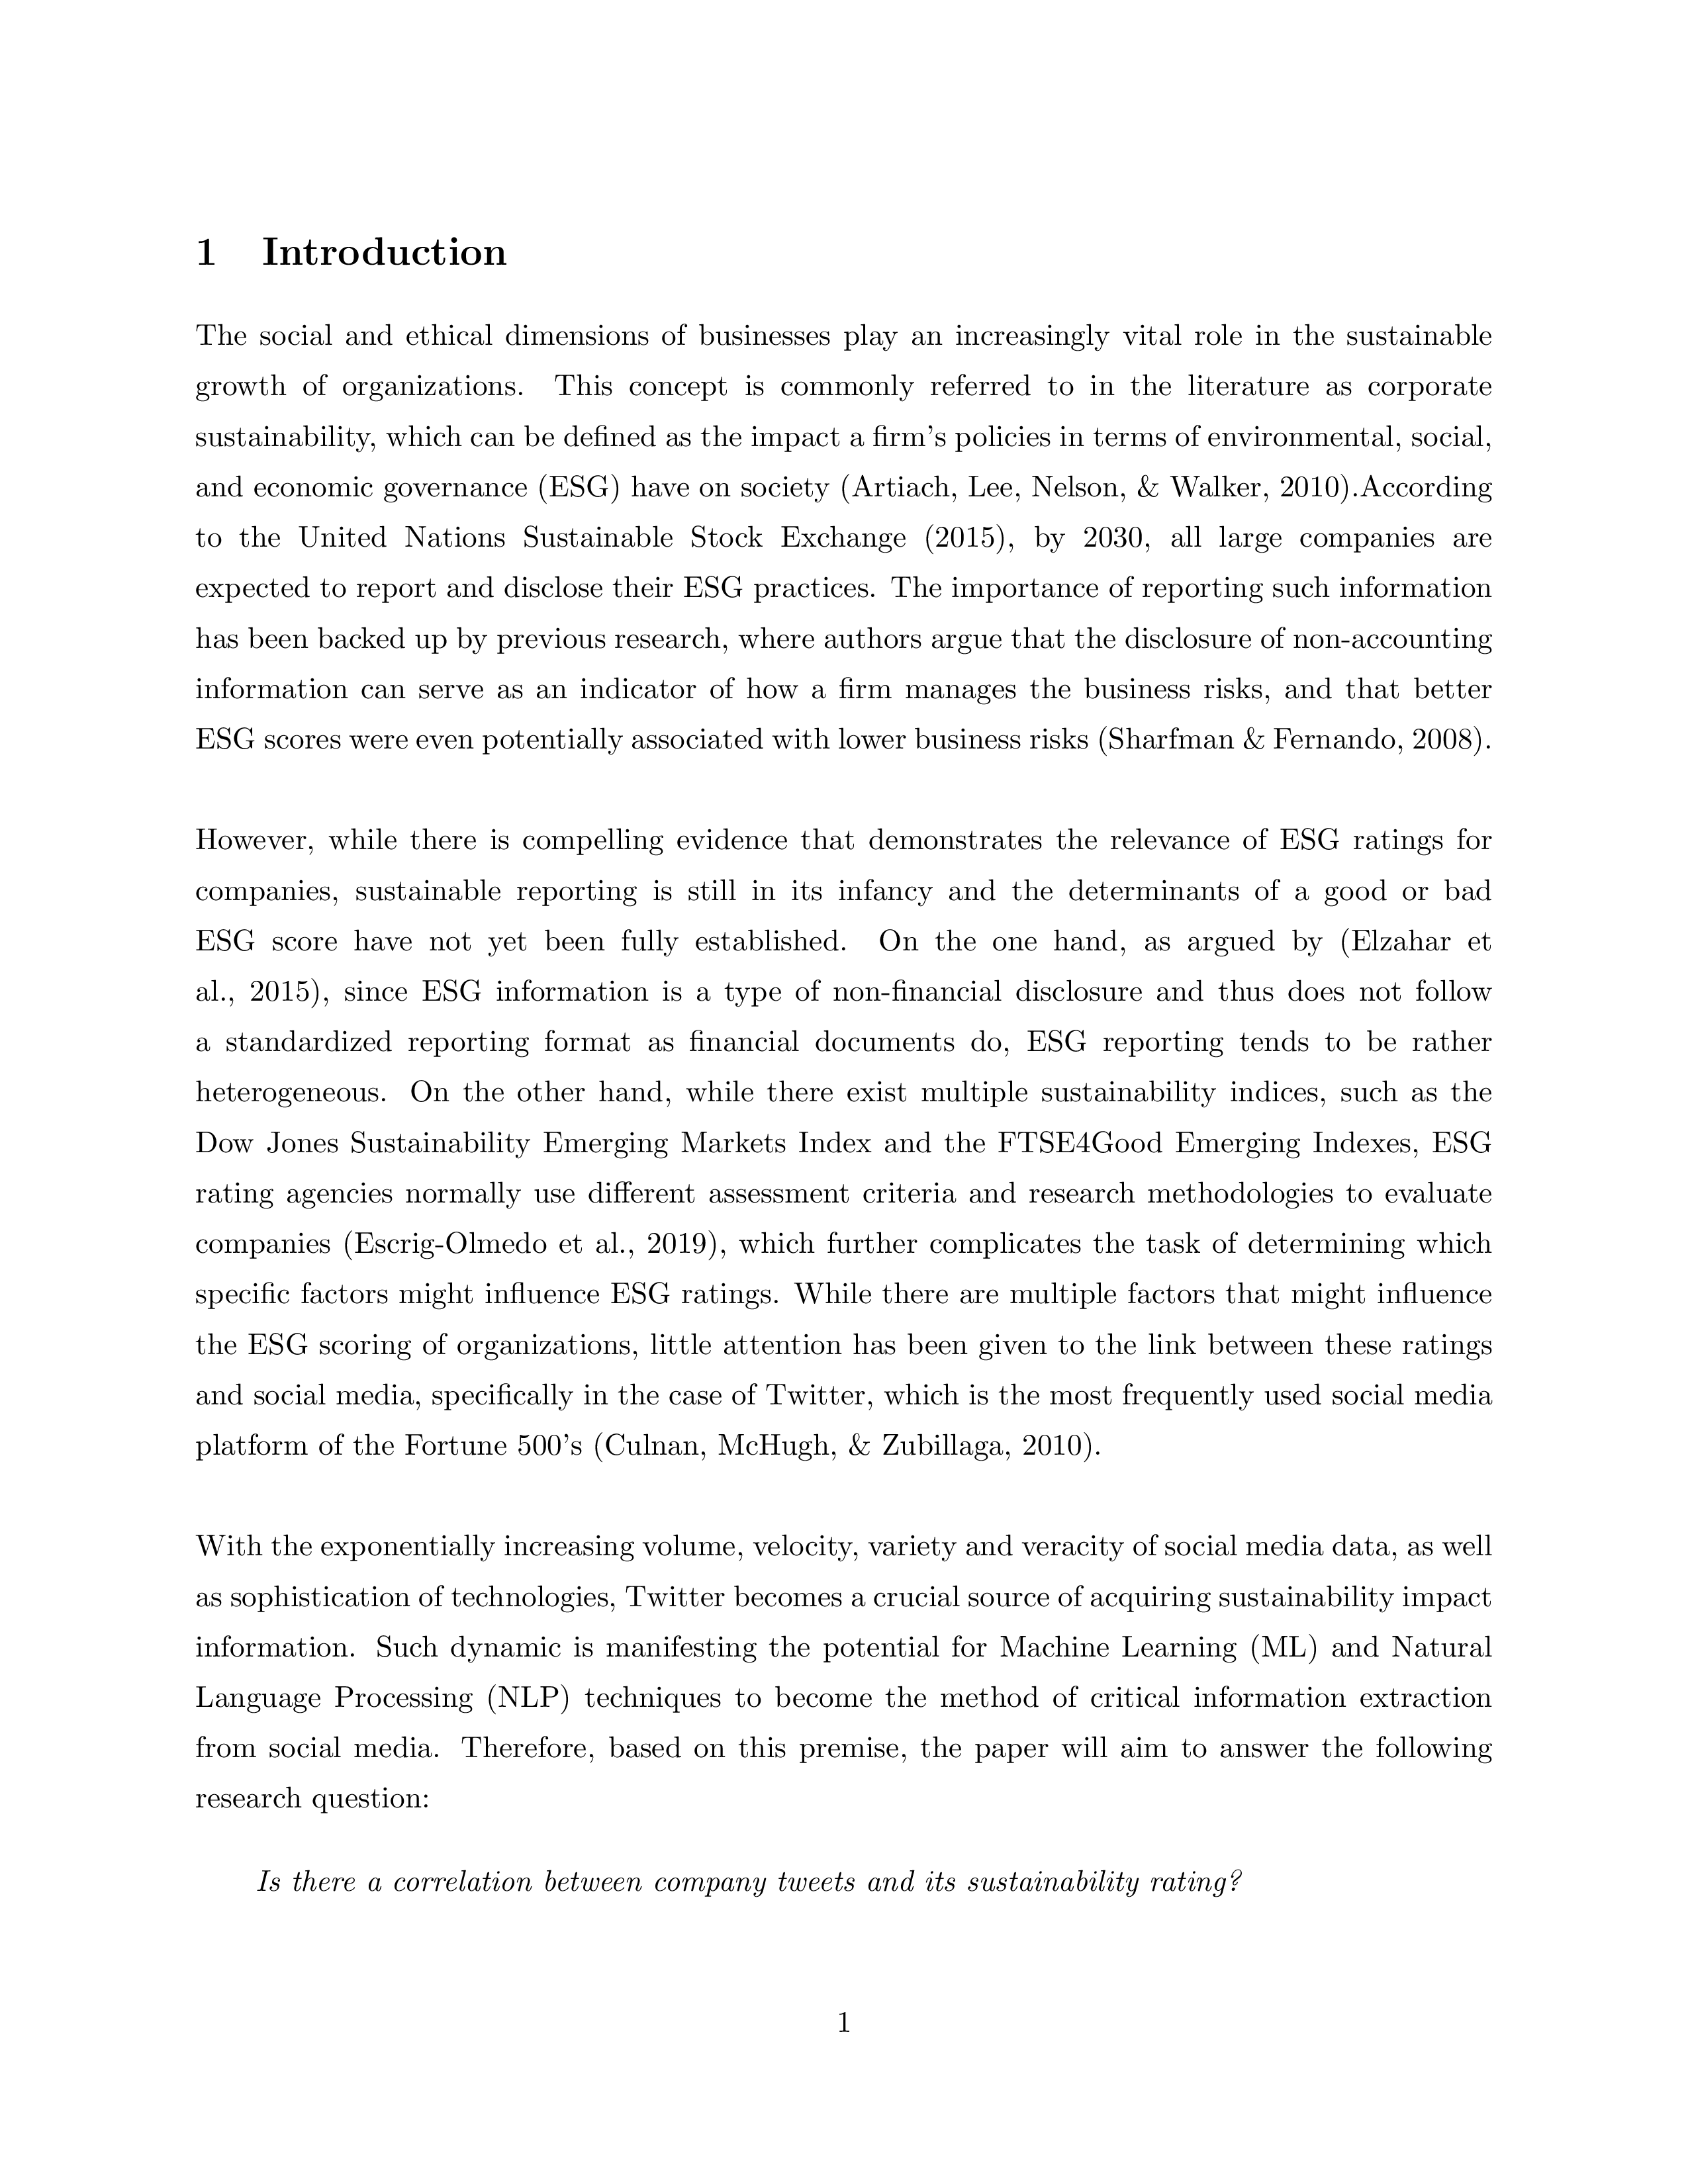 1 Introduction
The social and ethical dimensions of businesses play an increasingly vital role in the sustainable
growth of organizations. This concept is commonly referred to in the literature as corporate
sustainability, which can be defined as the impact a firm's policies in terms of environmental, social,
and economic governance (ESG) have on society (Artiach, Lee, Nelson, & Walker, 2010).According
to the United Nations Sustainable Stock Exchange (2015), by 2030, all large companies are
expected to report and disclose their ESG practices. The importance of reporting such information
has been backed up by previous research, where authors argue that the disclosure of non-accounting
information can serve as an indicator of how a firm manages the business risks, and that better
ESG scores were even potentially associated with lower business risks (Sharfman & Fernando, 2008).
However, while there is compelling evidence that demonstrates the relevance of ESG ratings for
companies, sustainable reporting is still in its infancy and the determinants of a good or bad
ESG score have not yet been fully established. On the one hand, as argued by (Elzahar et
al., 2015), since ESG information is a type of non-financial disclosure and thus does not follow
a standardized reporting format as financial documents do, ESG reporting tends to be rather
heterogeneous. On the other hand, while there exist multiple sustainability indices, such as the
Dow Jones Sustainability Emerging Markets Index and the FTSE4Good Emerging Indexes, ESG
rating agencies normally use different assessment criteria and research methodologies to evaluate
companies (Escrig-Olmedo et al., 2019), which further complicates the task of determining which
specific factors might influence ESG ratings. While there are multiple factors that might influence
the ESG scoring of organizations, little attention has been given to the link between these ratings
and social media, specifically in the case of Twitter, which is the most frequently used social media
platform of the Fortune 500's (Culnan, McHugh, & Zubillaga, 2010).
With the exponentially increasing volume, velocity, variety and veracity of social media data, as well
as sophistication of technologies, Twitter becomes a crucial source of acquiring sustainability impact
information. Such dynamic is manifesting the potential for Machine Learning (ML) and Natural
Language Processing (NLP) techniques to become the method of critical information extraction
from social media. Therefore, based on this premise, the paper will aim to answer the following
research question:
Is there a correlation between company tweets and its sustainability rating?
1